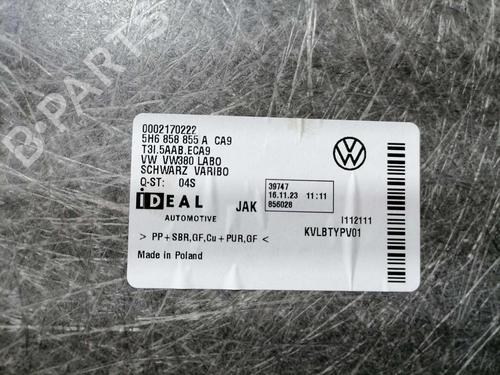 B-PARTS
0002170222
5H6 858 855 A CA9
T3I.5AAB.ECA9
VW VW380 LABO
SCHWARZ VARIBO
Q-ST: 04S
IDEAL
AUTOMOTIVE
JAK
39747
16.11.23 11:11
856028
I112111
KVLBTYPV01
> PP+SBR,GF,Cu+PUR,GF <
Made in Poland